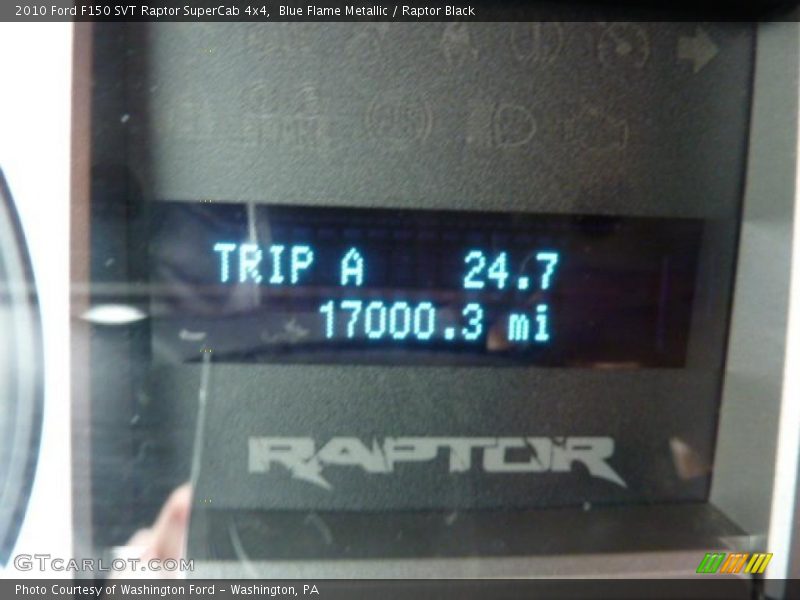 2010 Ford F150 SVT Raptor SuperCab 4x4, Blue Flame Metallic / Raptor Black
TRIP A 24.7
17000.3 mi
RAPTOR
GTcarlot.com
Photo Courtesy of Washington Ford - Washington, PA